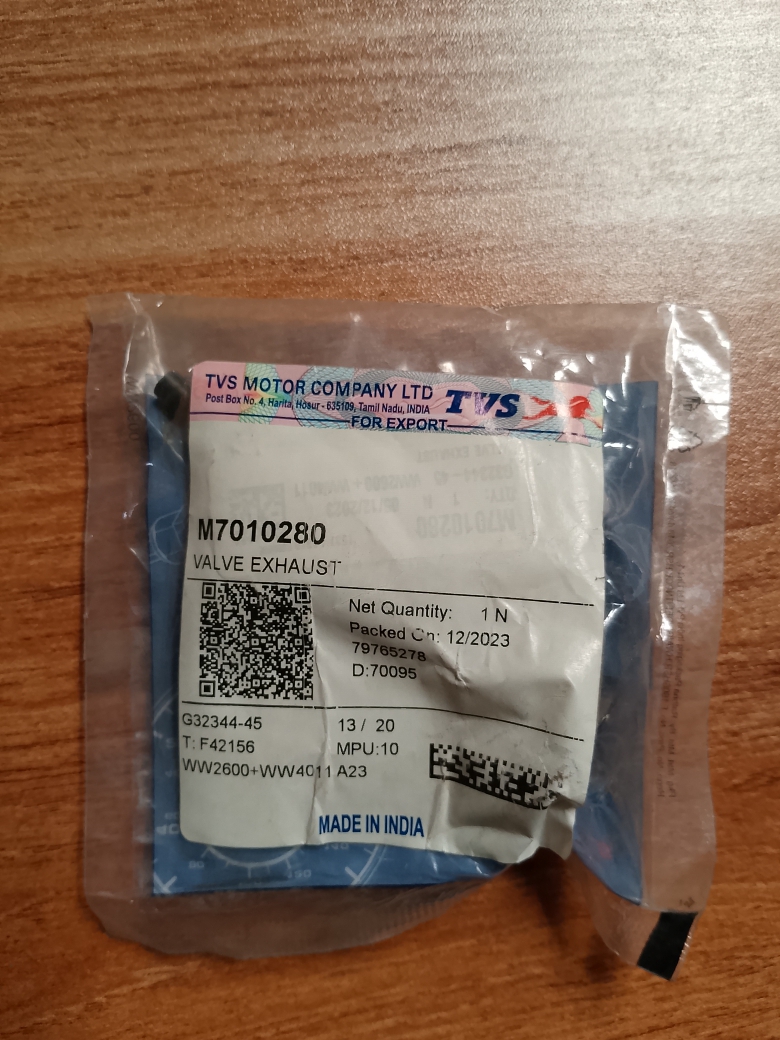 TVS MOTOR COMPANY LTD
Post Box No. 4, Harita, Hosur - 635109, Tamil Nadu, INDIA
TVS
FOR EXPORT
M7010280
VALVE EXHAUST
Net Quantity: 1 N
Packed On: 12/2023
79765278
D:70095
G32344-45
13 / 20
T: F42156
MPU:10
WW2600+WW4011 A23
MADE IN INDIA